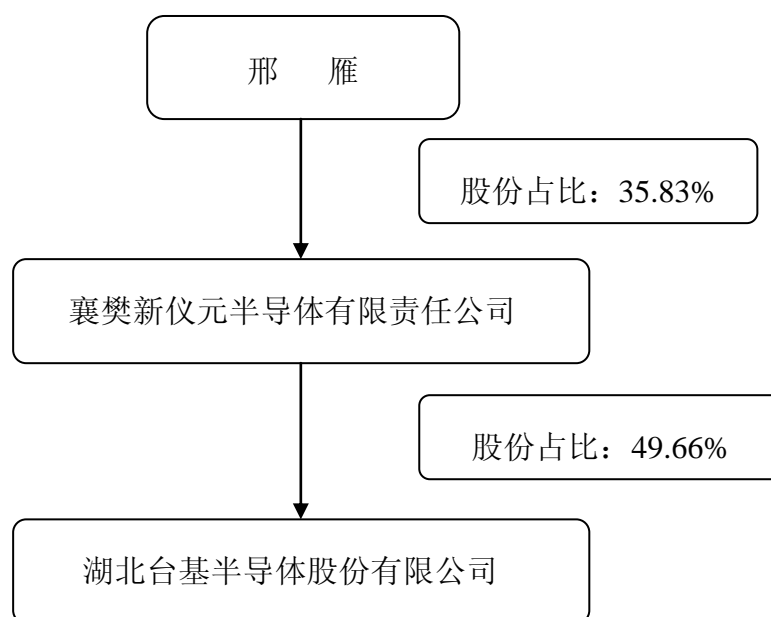 邢 雁
股份占比：35.83%
襄樊新仪元半导体有限责任公司
股份占比：49.66%
湖北台基半导体股份有限公司